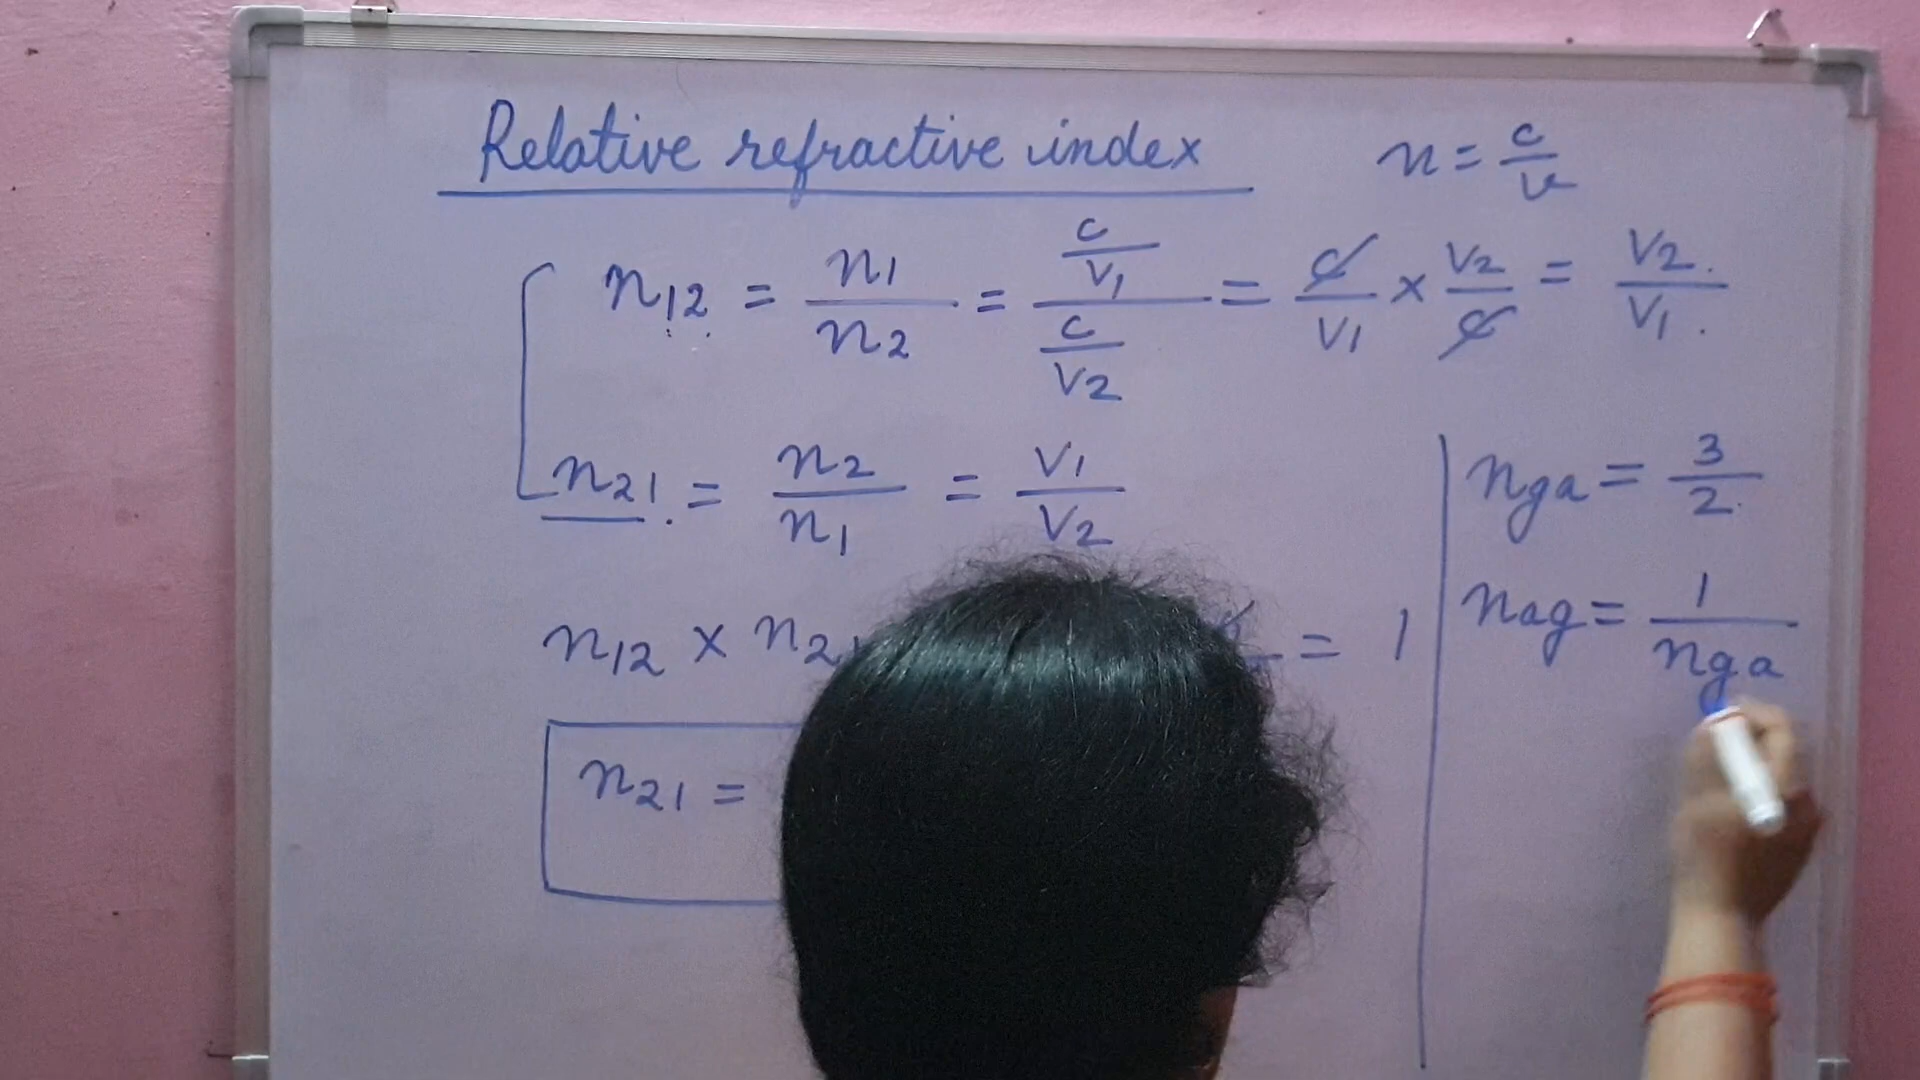 Relative refractive index
n = c/v
n12 = n1/n2 = (c/v1)/(c/v2) = c/v1 × v2/c = v2/v1
n21 = n2/n1 = v1/v2
n12 × n21 = 1
n21 =
nga = 3/2
nag = 1/nga